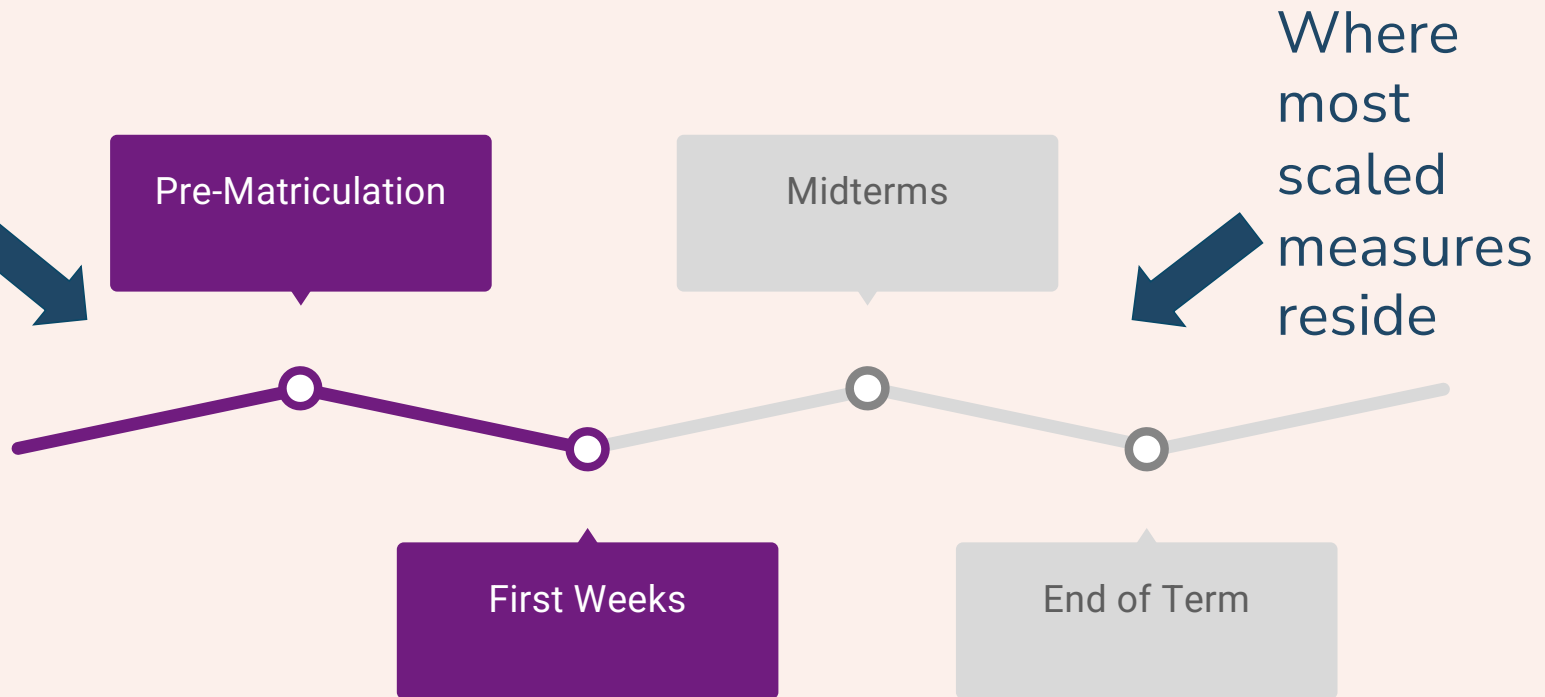 Where
most
scaled
measures
reside
Pre-Matriculation
Midterms
First Weeks
End of Term